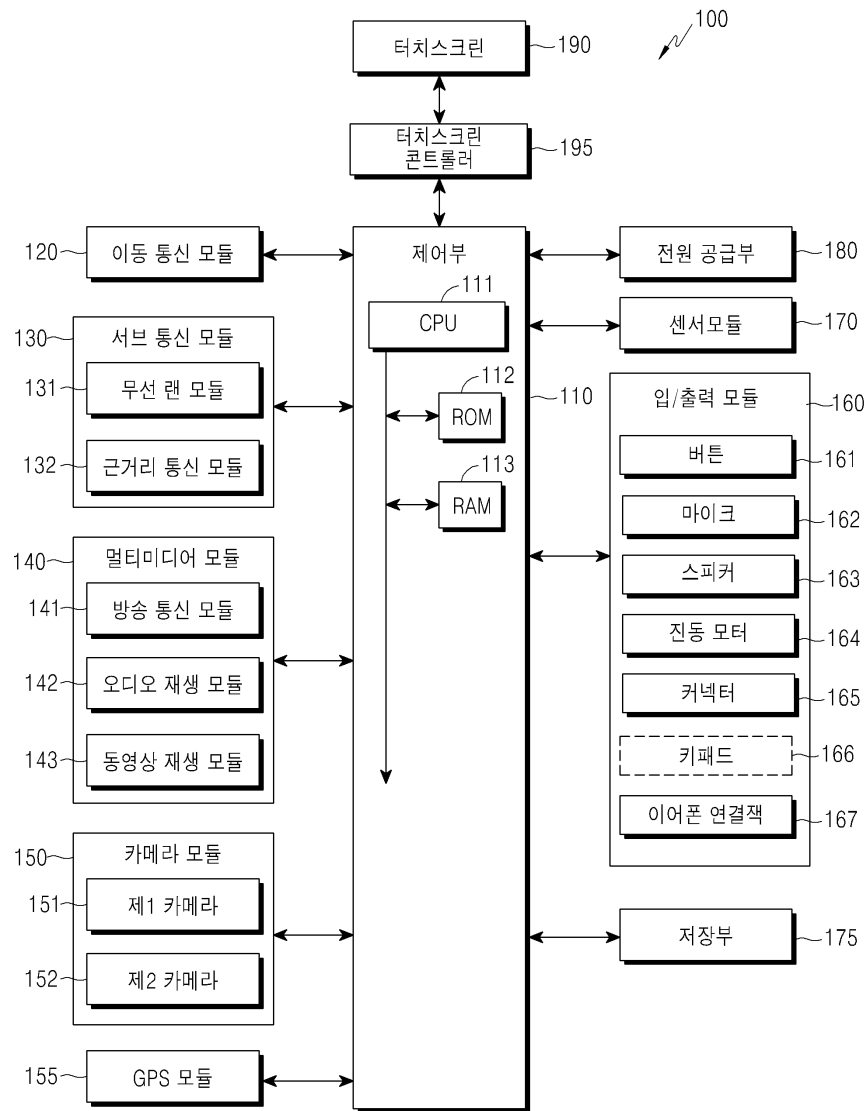 100
터치스크린
190
터치스크린
콘트롤러
195
120
이동 통신 모듈
제어부
전원 공급부
180
111
CPU
센서모듈
170
130
서브 통신 모듈
131
무선 랜 모듈
132
근거리 통신 모듈
112
ROM
110
113
RAM
입/출력 모듈
160
버튼
161
마이크
162
스피커
163
진동 모터
164
커넥터
165
키패드
166
이어폰 연결잭
167
140
멀티미디어 모듈
141
방송 통신 모듈
142
오디오 재생 모듈
143
동영상 재생 모듈
150
카메라 모듈
151
제1 카메라
152
제2 카메라
저장부
175
155
GPS 모듈